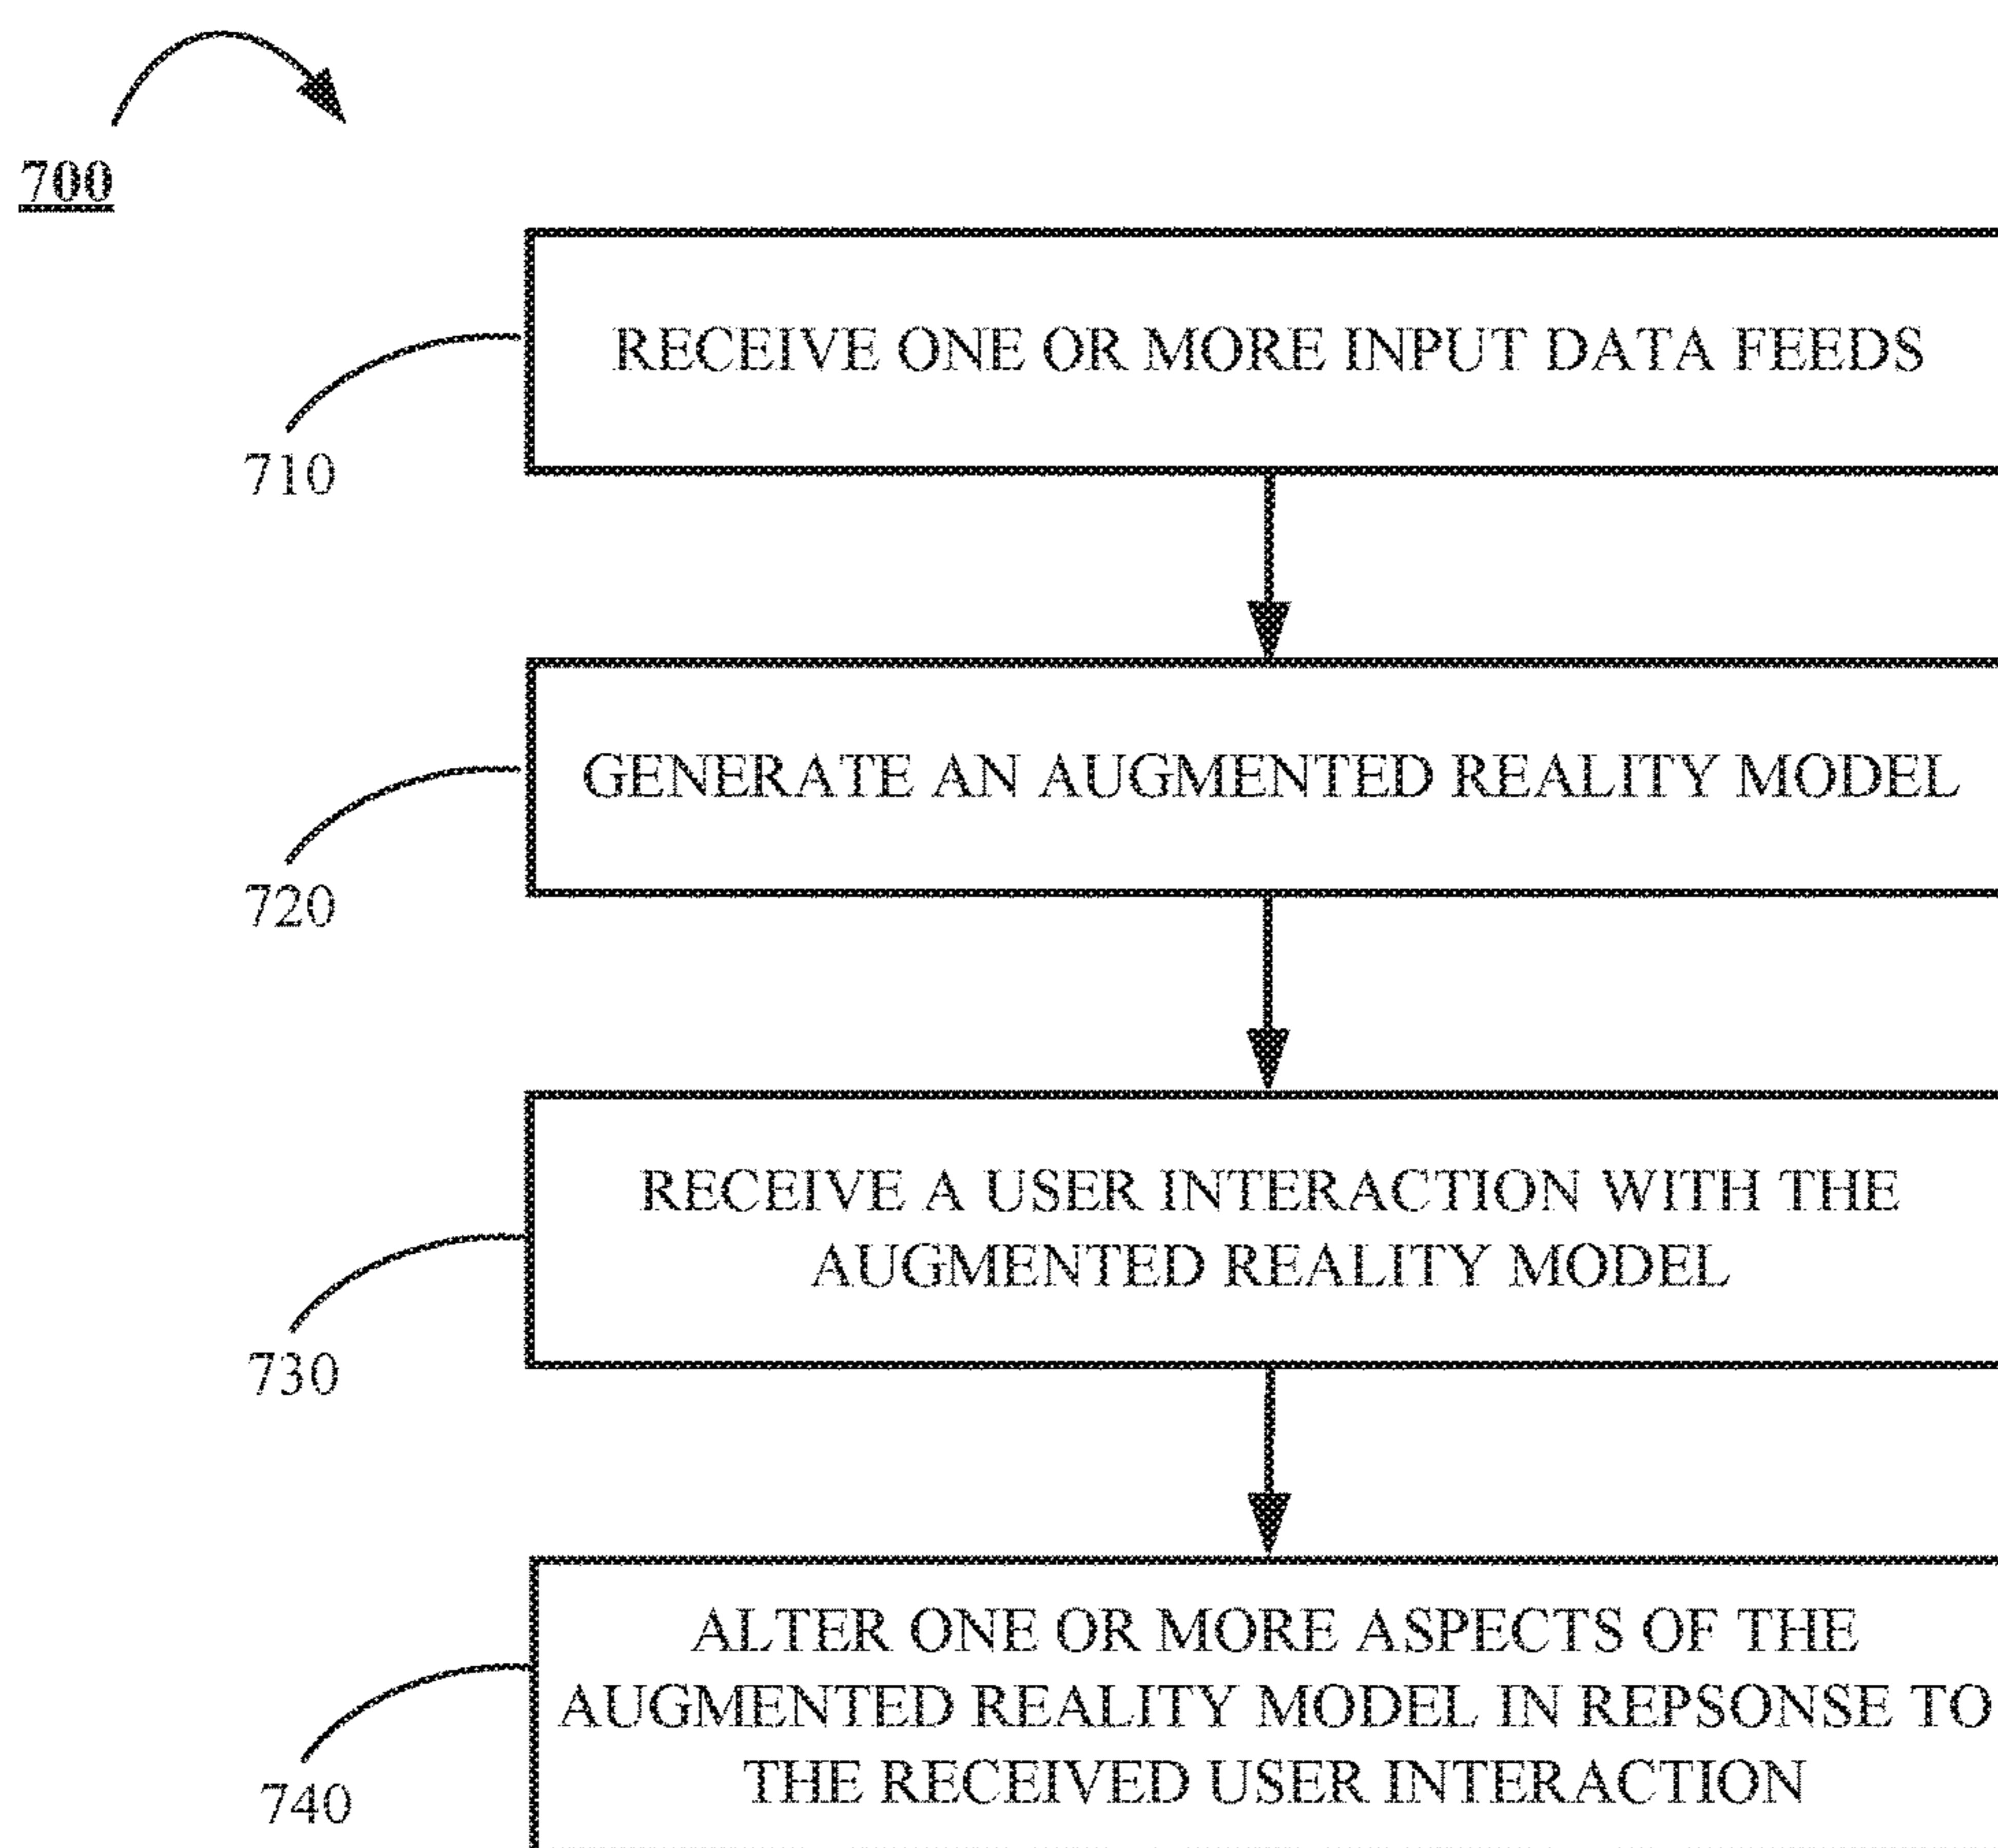 700
RECEIVE ONE OR MORE INPUT DATA FEEDS
710
GENERATE AN AUGMENTED REALITY MODEL
720
RECEIVE A USER INTERACTION WITH THE
AUGMENTED REALITY MODEL
730
ALTER ONE OR MORE ASPECTS OF THE
AUGMENTED REALITY MODEL IN REPSONSE TO
THE RECEIVED USER INTERACTION
740